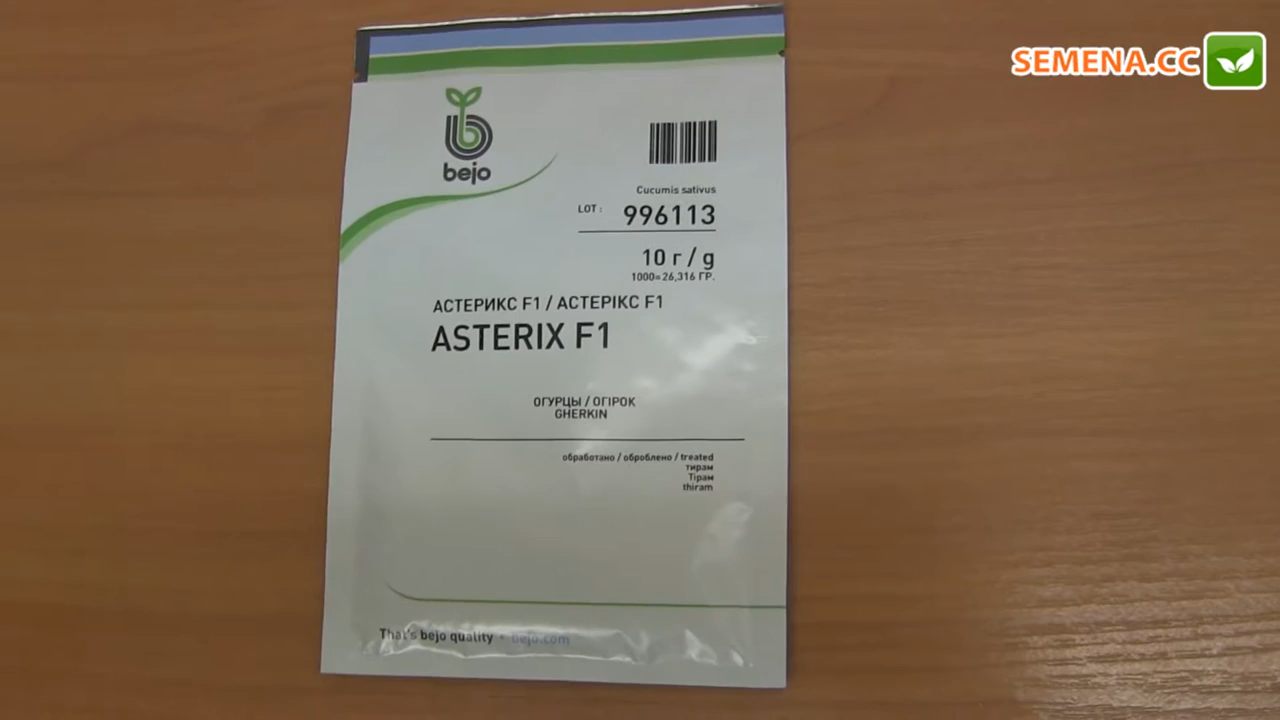 SEMENA.CC
bejo
Cucumis sativus
LOT: 996113
10 г / g
1000=26,316 ГР.
АСТЕРИКС F1 / АСТЕРІКС F1
ASTERIX F1
ОГУРЦЫ / ОГІРОК
GHERKIN
обработано / оброблено / treated
тирам
Тірам
thiram
That's bejo quality · bejo.com